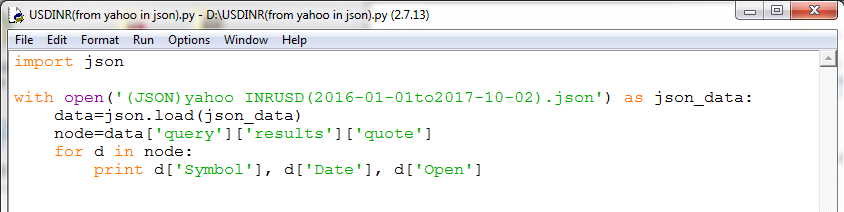 USDINR(from yahoo in json).py - D:\USDINR(from yahoo in json).py (2.7.13)
File Edit Format Run Options Window Help
import json
with open('(JSON)yahoo INRUSD(2016-01-01to2017-10-02).json') as json_data:
    data=json.load(json_data)
    node=data['query']['results']['quote']
    for d in node:
        print d['Symbol'], d['Date'], d['Open']